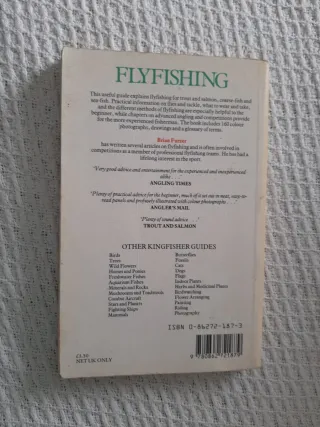 FLYFISHING
This useful guide explains flyfishing for trout and salmon, coarse fish and
sea fish. Practical information on flies and tackle, what to wear and take,
and the different methods of flyfishing are especially helpful to the
beginner, while chapters on advanced angling and competitions provide
for the more experienced fisherman. The book includes 160 colour
photographs, drawings and a glossary of terms.
Brian Furzer
has written several articles on flyfishing and is often involved in
competitions as a member of professional flyfishing teams. He has had a
lifelong interest in the sport.
"Very good advice and entertainment for the experienced and inexperienced
alike . . ."
ANGLING TIMES
"Plenty of practical advice for the beginner, much of it set out in neat, easy-to-
read panels and profusely illustrated with colour photographs . . ."
ANGLER'S MAIL
"Plenty of sound advice . . ."
TROUT AND SALMON
OTHER KINGFISHER GUIDES
Birds
Trees
Wild Flowers
Horses and Ponies
Freshwater Fishes
Aquarium Fishes
Minerals and Rocks
Mushrooms and Toadstools
Combat Aircraft
Stars and Planets
Fighting Ships
Mammals
Butterflies
Fossils
Cats
Dogs
Flags
Indoor Plants
Herbs and Medicinal Plants
Birdwatching
Flower Arranging
Painting
Riding
Photography
ISBN 0-86272-187-3
9 780862 721879
£3.50
NET UK ONLY